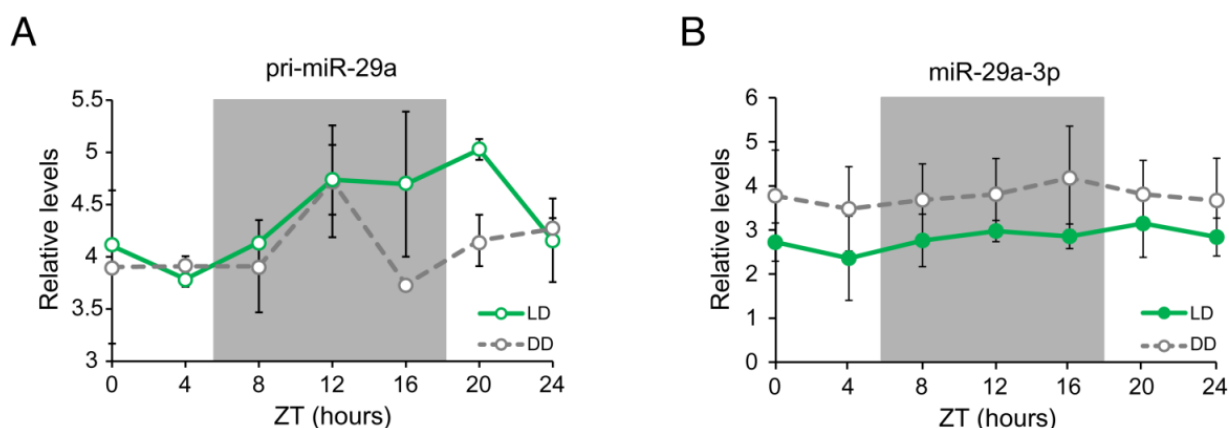 A
pri-miR-29a
Relative levels
5.5
5
4.5
4
3.5
3
LD
DD
0 4 8 12 16 20 24
ZT (hours)
B
miR-29a-3p
Relative levels
6
5
4
3
2
1
0
LD
DD
0 4 8 12 16 20 24
ZT (hours)